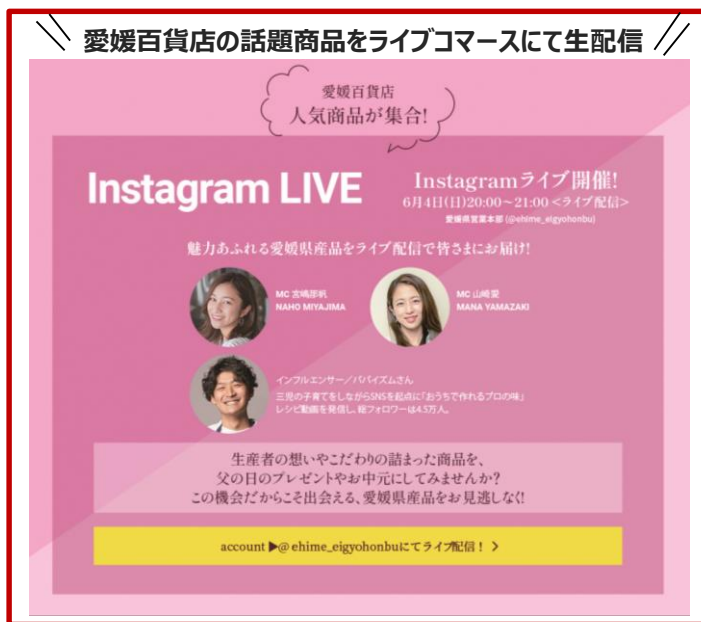 愛媛百貨店の話題商品をライブコマースにて生配信
愛媛百貨店
人気商品が集合!
Instagram LIVE
Instagramライブ開催!
6月4日(日)20:00～21:00 <ライブ配信>
愛媛県営業本部 (@ehime_eigyohonbu)
魅力あふれる愛媛県産品をライブ配信で皆さまにお届け!
MC 宮嶋那帆
NAHO MIYAJIMA
MC 山﨑愛
MANA YAMAZAKI
インフルエンサー／パパイズムさん
三児の子育てをしながらSNSを起点に「おうちで作れるプロの味」
レシピ動画を発信し、総フォロワーは4.5万人。
生産者の想いやこだわりの詰まった商品を、
父の日のプレゼントやお中元にしてみませんか?
この機会だからこそ出会える、愛媛県産品をお見逃しなく!
account ▶@ ehime_eigyohonbuにてライブ配信！ >